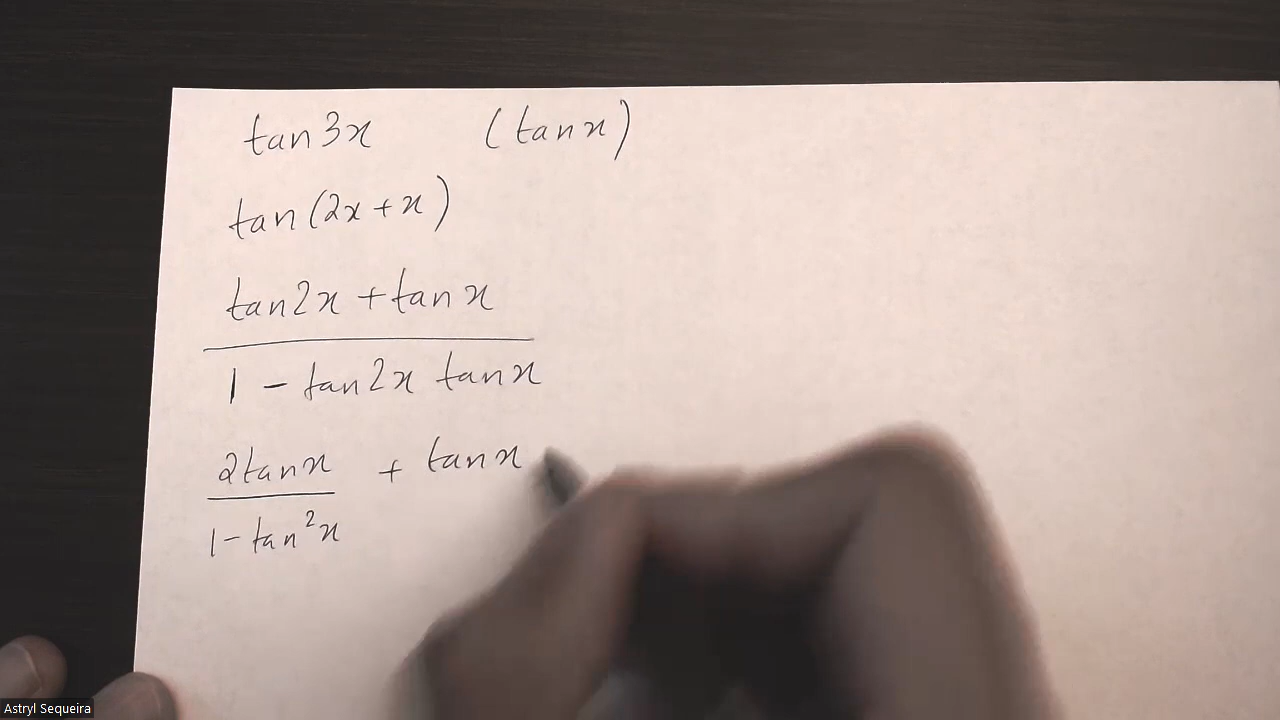 tan3x (tanx)
tan(2x+x)
tan2x + tanx
1 - tan2x tanx
2tanx + tanx
1 - tan²x
Astryl Sequeira